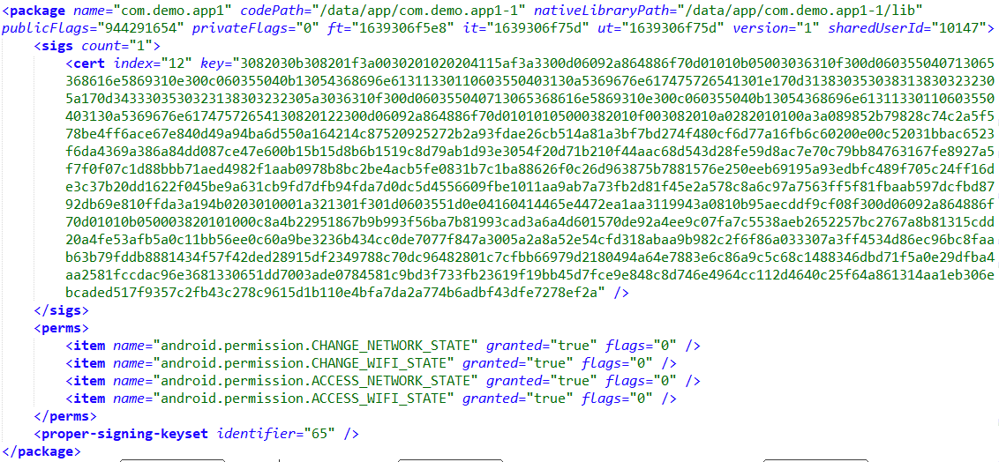 <package name="com.demo.app1" codePath="/data/app/com.demo.app1-1" nativeLibraryPath="/data/app/com.demo.app1-1/lib"
publicFlags="944291654" privateFlags="0" ft="1639306f5e8" it="1639306f75d" ut="1639306f75d" version="1" sharedUserId="10147">
<sigs count="1">
<cert index="12" key="3082030b308201f3a0030201020204115af3a3300d06092a864886f70d01010b05003036310f300d060355040713065
368616e5869310e300c060355040b13054368696e61311330110603550403130a5369676e617475726541301e170d313830353038313830323230
5a170d3433303530323138303232305a3036310f300d060355040713065368616e5869310e300c060355040b13054368696e61311330110603550
403130a5369676e617475726541308​20122300d06092a864886f70d01010105000382010f003082010a0282010100a3a089852b79828c74c2a5f5
78be4ff6ace67e840d49a94ba6d550a164214c87520925272b2a93fdae26cb514a81a3bf7bd274f480cf6d77a16fb6c60200e00c52031bbac6523
f6da4369a386a84dd087ce47e600b15b15d8b6b1519c8d79ab1d93e3054f20d71b210f44aac68d543d28fe59d8ac7e70c79bb84763167fe8927a5
f7f0f07c1d88bbb71aed4982f1aab0978b8bc2be4acb5fe0831b7c1ba88626f0c26d963875b7881576e250eeb69195a93edbfc489f705c24ff16d
e3c37b20dd1622f045be9a631cb9fd7dfb94fda7d0dc5d4556609fbe1011aa9ab7a73fb2d81f45e2a578c8a6c97a7563ff5f81fbaab597dcfbd87
92db69e810ffda3a194b0203010001a321301f301d0603551d0e04160414465e4472ea1aa3119943a0810b95aecddf9cf08f300d06092a864886f
70d01010b050003820101000c8a4b22951867b9b993f56ba7b81993cad3a6a4d601570de92a4ee9c07fa7c5538aeb2652257bc2767a8b81315cdd
20a4fe53afb5a0c11bb56ee0c60a9be3236b434cc0de7077f847a3005a2a8a52e54cfd318abaa9b982c2f6f86a033307a3ff4534d86ec96bc8faa
b63b79fddb8881434f57f42ded28915df2349788c70dc96482801c7cfbb66979d2180494a64e7883e6c86a9c5c68c1488346dbd71f5a0e29dfba4
aa2581fccdac96e3681330651dd7003ade0784581c9bd3f733fb23619f19bb45d7fce9e848c8d746e4964cc112d4640c25f64a861314aa1eb306e
bcaded517f9357c2fb43c278c9615d1b110e4bfa7da2a774b6adbf43dfe7278ef2a" />
</sigs>
<perms>
<item name="android.permission.CHANGE_NETWORK_STATE" granted="true" flags="0" />
<item name="android.permission.CHANGE_WIFI_STATE" granted="true" flags="0" />
<item name="android.permission.ACCESS_NETWORK_STATE" granted="true" flags="0" />
<item name="android.permission.ACCESS_WIFI_STATE" granted="true" flags="0" />
</perms>
<proper-signing-keyset identifier="65" />
</package>